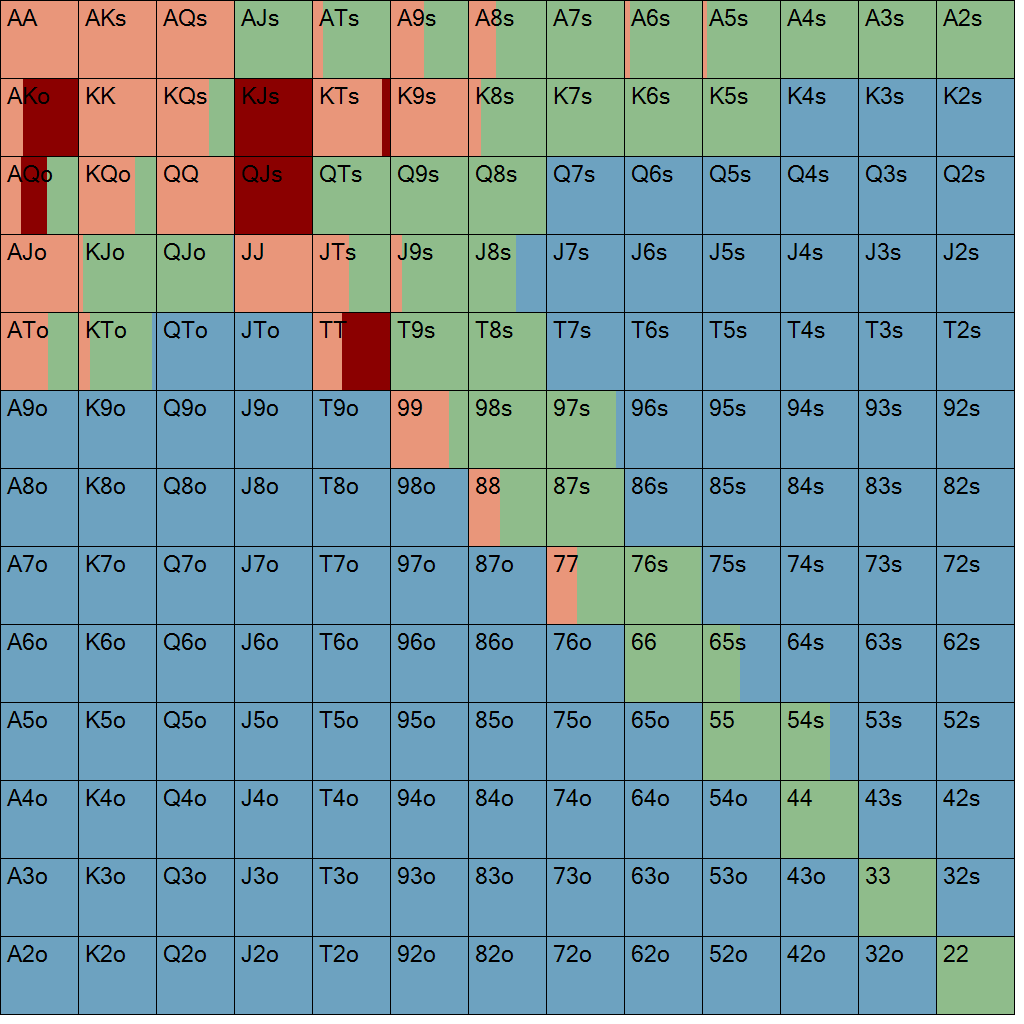 AA AKs AQs AJs ATs A9s A8s A7s A6s A5s A4s A3s A2s
AKo KK KQs KJs KTs K9s K8s K7s K6s K5s K4s K3s K2s
AQo KQo QQ QJs QTs Q9s Q8s Q7s Q6s Q5s Q4s Q3s Q2s
AJo KJo QJo JJ JTs J9s J8s J7s J6s J5s J4s J3s J2s
ATo KTo QTo JTo TT T9s T8s T7s T6s T5s T4s T3s T2s
A9o K9o Q9o J9o T9o 99 98s 97s 96s 95s 94s 93s 92s
A8o K8o Q8o J8o T8o 98o 88 87s 86s 85s 84s 83s 82s
A7o K7o Q7o J7o T7o 97o 87o 77 76s 75s 74s 73s 72s
A6o K6o Q6o J6o T6o 96o 86o 76o 66 65s 64s 63s 62s
A5o K5o Q5o J5o T5o 95o 85o 75o 65o 55 54s 53s 52s
A4o K4o Q4o J4o T4o 94o 84o 74o 64o 54o 44 43s 42s
A3o K3o Q3o J3o T3o 93o 83o 73o 63o 53o 43o 33 32s
A2o K2o Q2o J2o T2o 92o 82o 72o 62o 52o 42o 32o 22